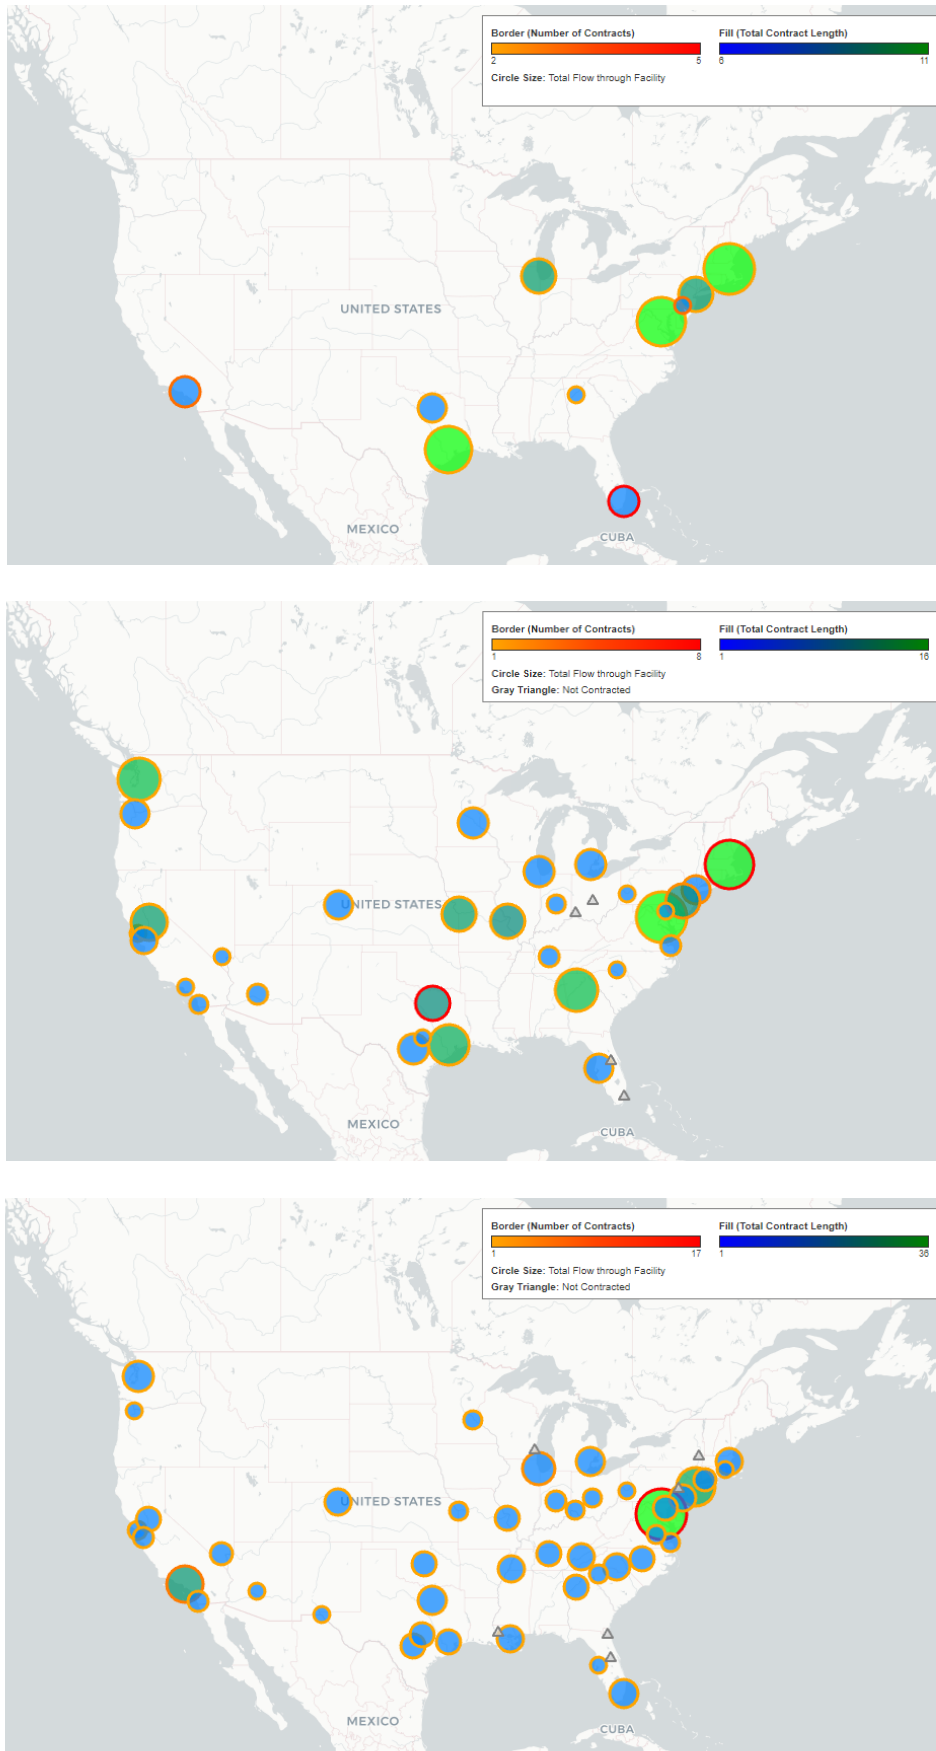 Border (Number of Contracts) Fill (Total Contract Length)
2 5 6 11
Circle Size: Total Flow through Facility
UNITED STATES
MEXICO
CUBA
Border (Number of Contracts) Fill (Total Contract Length)
1 8 1 16
Circle Size: Total Flow through Facility
Gray Triangle: Not Contracted
UNITED STATES
MEXICO
CUBA
Border (Number of Contracts) Fill (Total Contract Length)
1 17 1 36
Circle Size: Total Flow through Facility
Gray Triangle: Not Contracted
UNITED STATES
MEXICO
CUBA